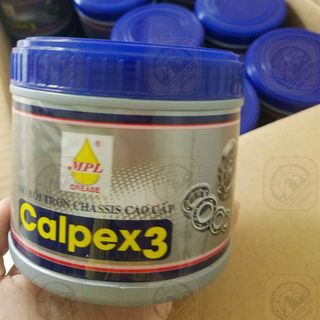 MPL
GREASE
MỠ BÔI TRƠN CHASSIS CAO CẤP
Calpex3